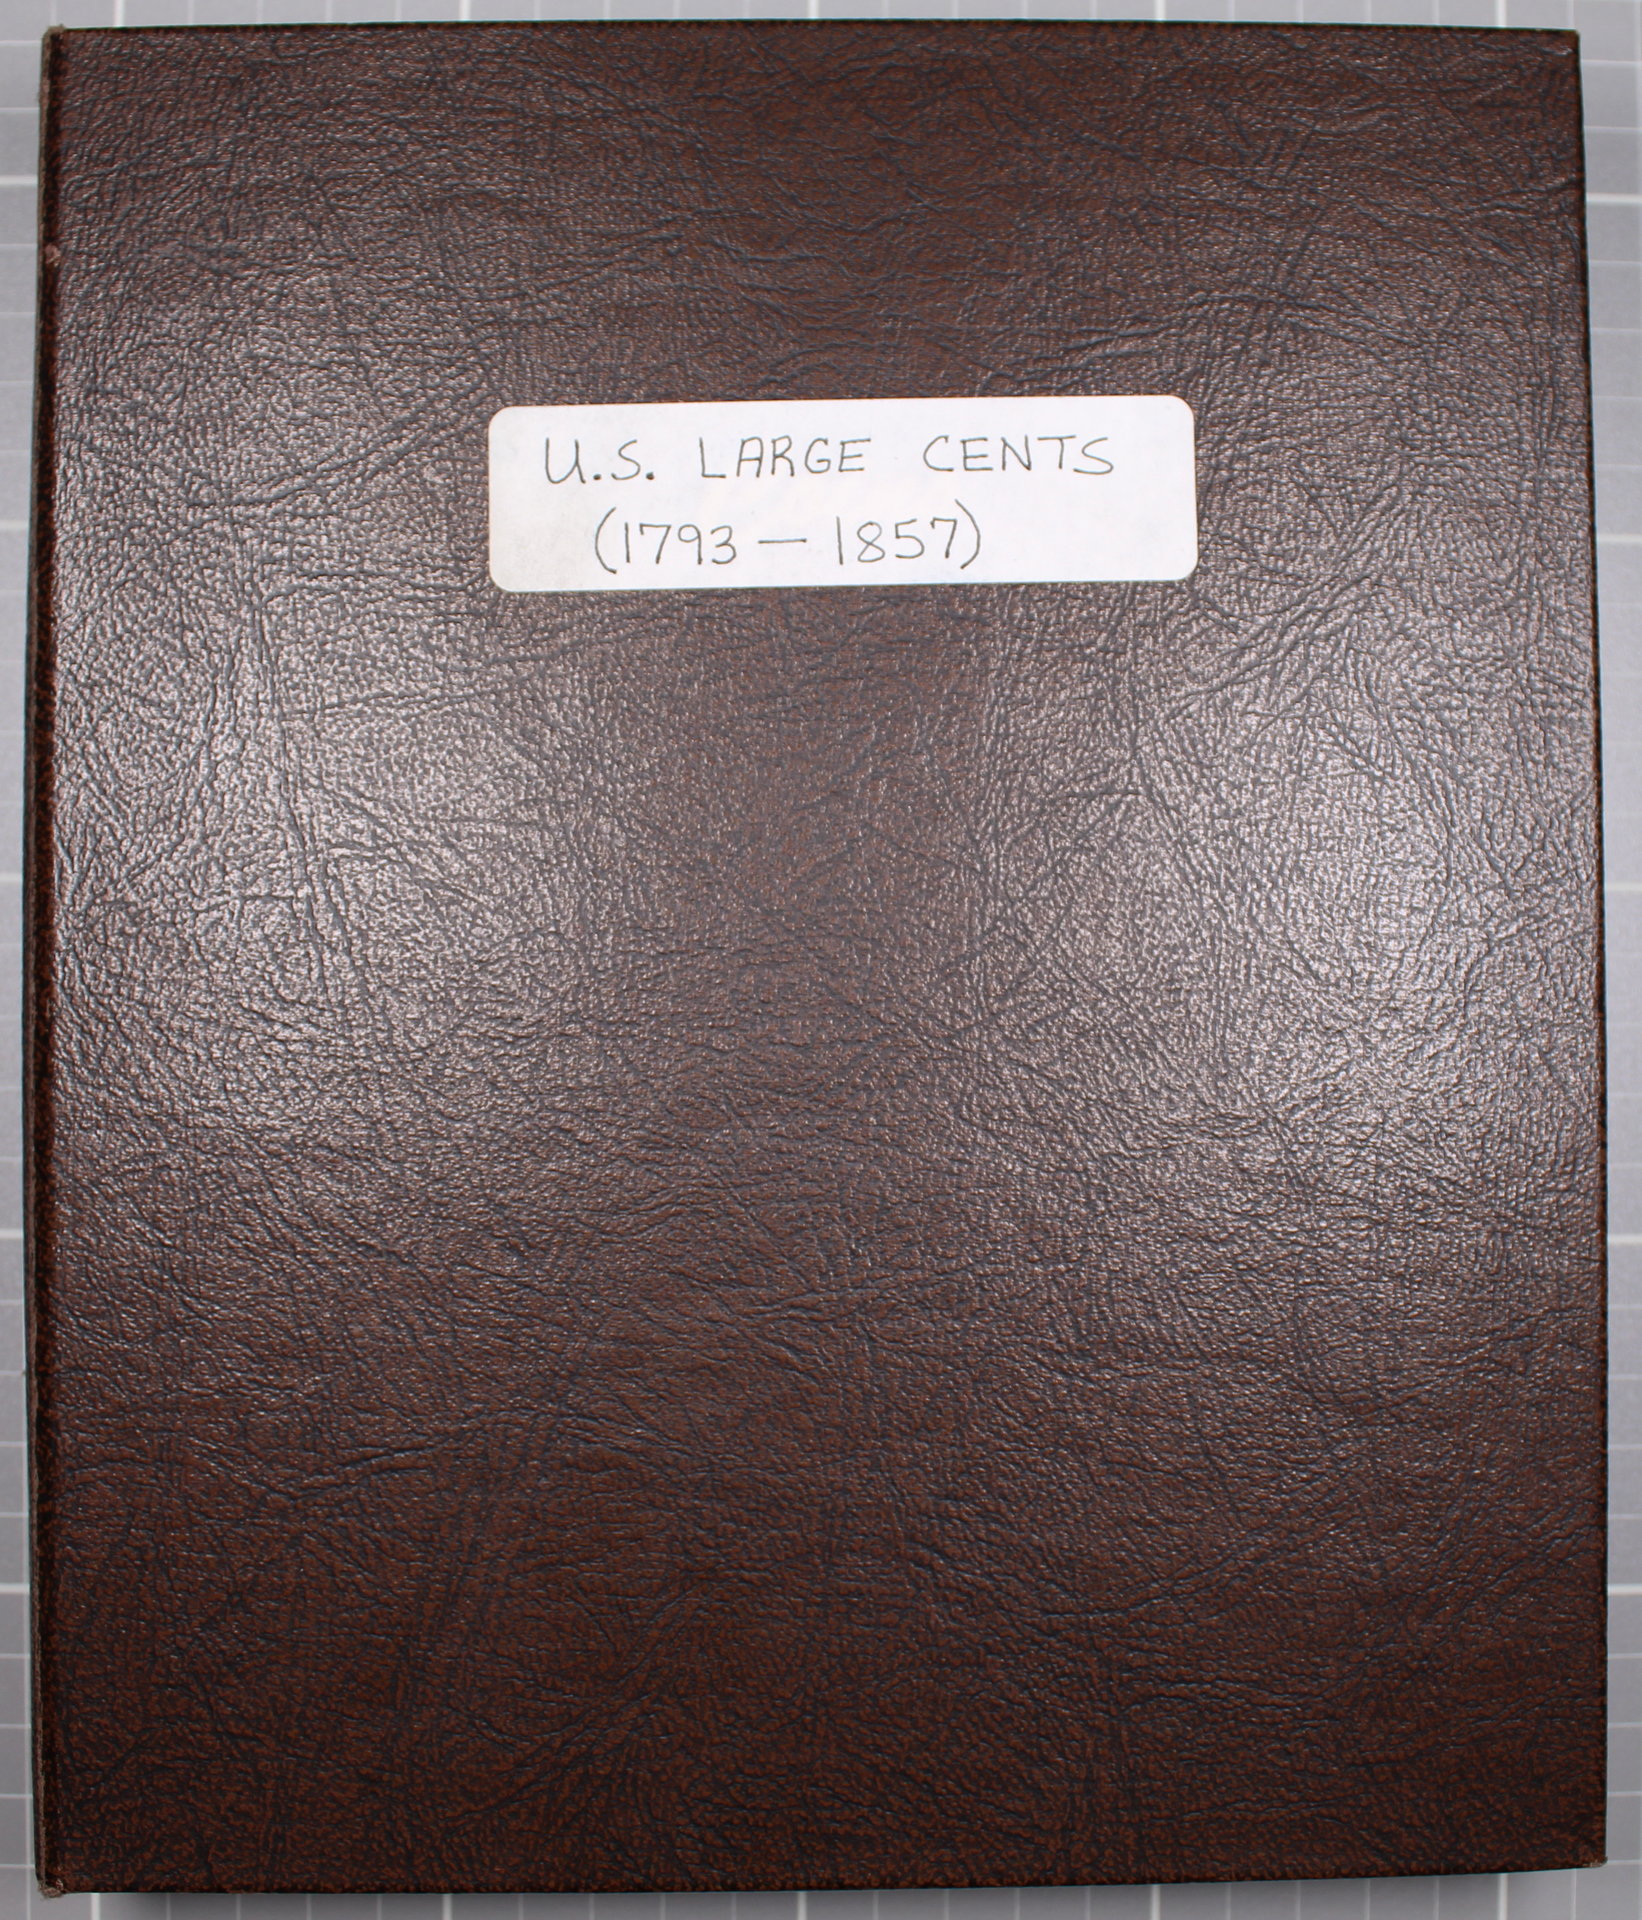 U.S. LARGE CENTS
(1793 — 1857)